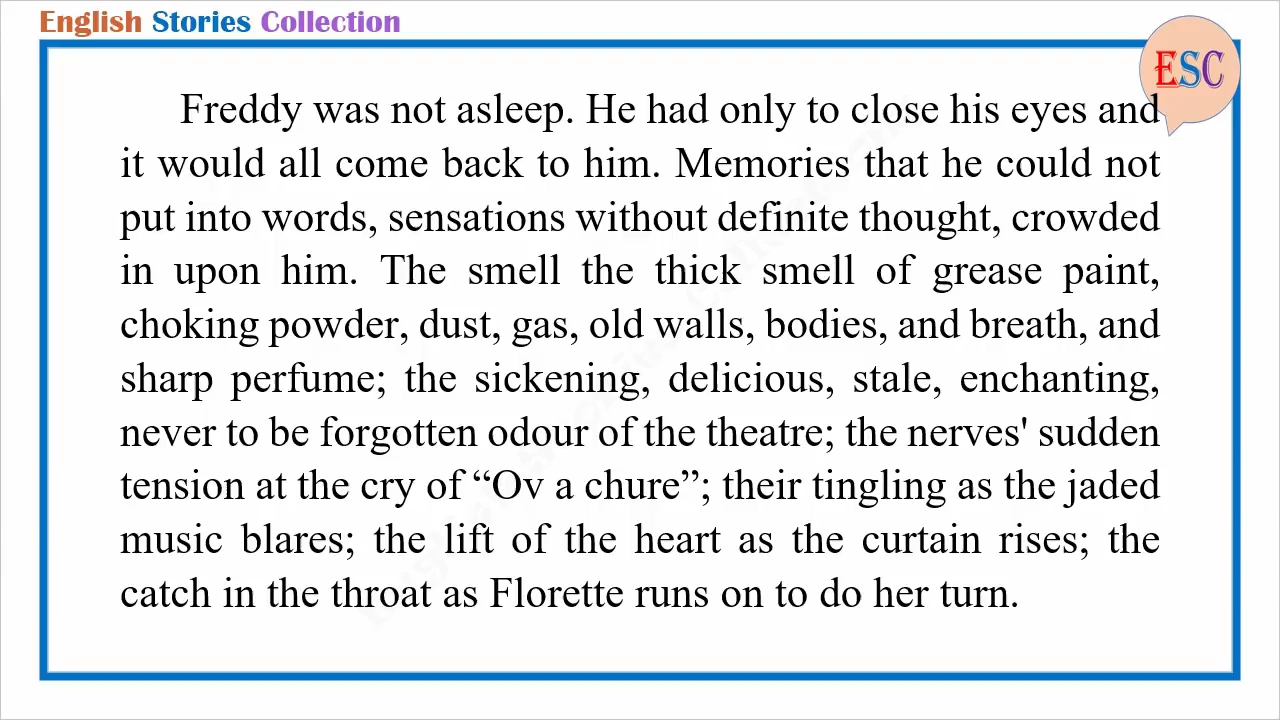 English Stories Collection
ESC
Freddy was not asleep. He had only to close his eyes and
it would all come back to him. Memories that he could not
put into words, sensations without definite thought, crowded
in upon him. The smell the thick smell of grease paint,
choking powder, dust, gas, old walls, bodies, and breath, and
sharp perfume; the sickening, delicious, stale, enchanting,
never to be forgotten odour of the theatre; the nerves' sudden
tension at the cry of “Ov a chure”; their tingling as the jaded
music blares; the lift of the heart as the curtain rises; the
catch in the throat as Florette runs on to do her turn.